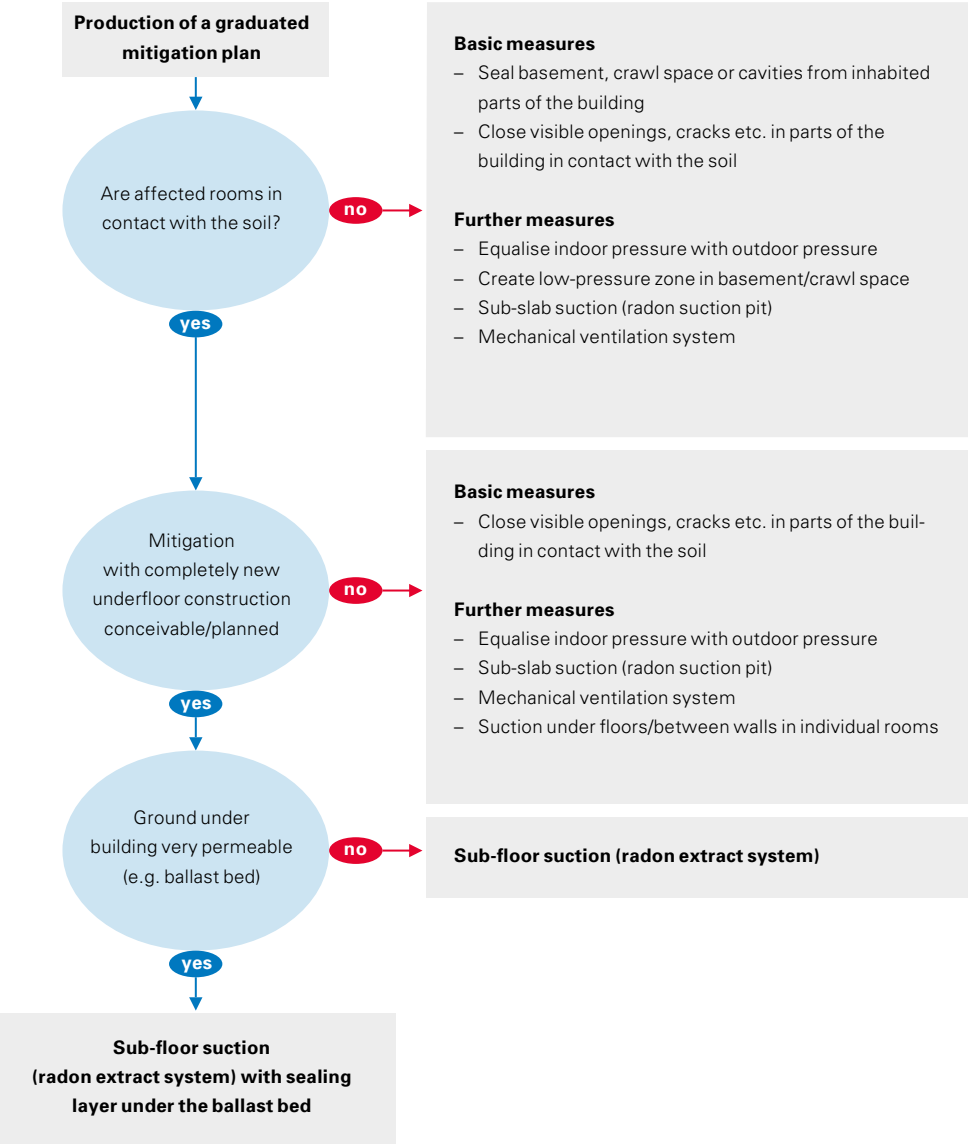 Production of a graduated
mitigation plan
Are affected rooms in
contact with the soil?
no
Basic measures
– Seal basement, crawl space or cavities from inhabited
parts of the building
– Close visible openings, cracks etc. in parts of the
building in contact with the soil
Further measures
– Equalise indoor pressure with outdoor pressure
– Create low-pressure zone in basement/crawl space
– Sub-slab suction (radon suction pit)
– Mechanical ventilation system
yes
Mitigation
with completely new
underfloor construction
conceivable/planned
no
Basic measures
– Close visible openings, cracks etc. in parts of the buil-
ding in contact with the soil
Further measures
– Equalise indoor pressure with outdoor pressure
– Sub-slab suction (radon suction pit)
– Mechanical ventilation system
– Suction under floors/between walls in individual rooms
yes
Ground under
building very permeable
(e.g. ballast bed)
no
Sub-floor suction (radon extract system)
yes
Sub-floor suction
(radon extract system) with sealing
layer under the ballast bed